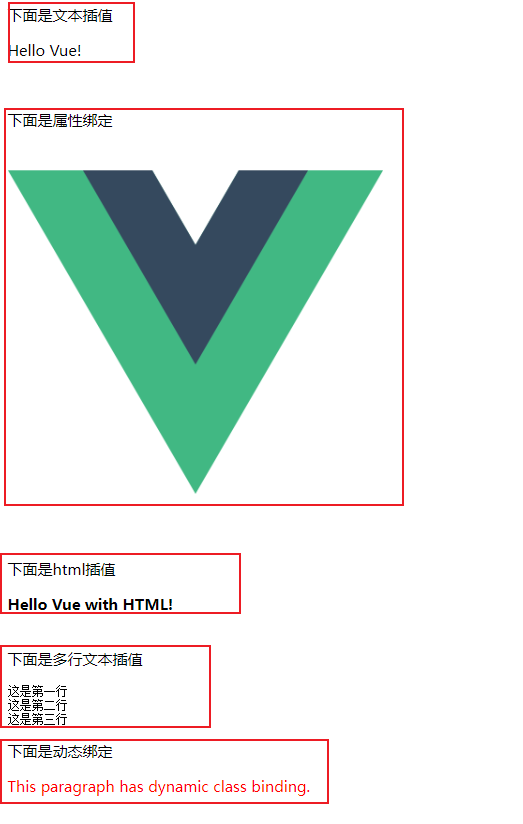 下面是文本插值
Hello Vue!
下面是属性绑定
下面是html插值
Hello Vue with HTML!
下面是多行文本插值
这是第一行
这是第二行
这是第三行
下面是动态绑定
This paragraph has dynamic class binding.